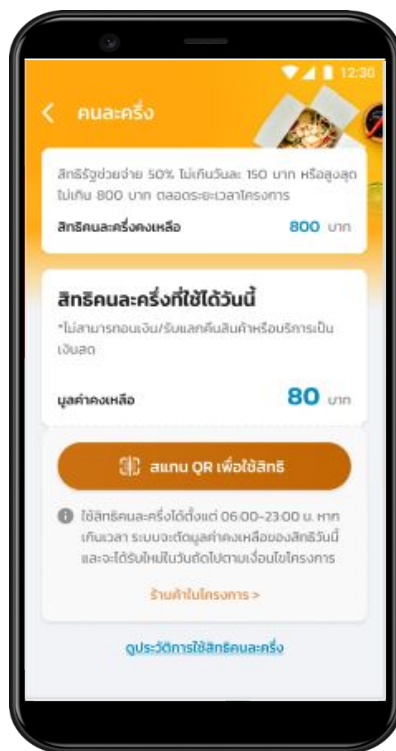 12:30
คนละครึ่ง
สิทธิรัฐช่วยจ่าย 50% ไม่เกินวันละ 150 บาท หรือสูงสุด
ไม่เกิน 800 บาท ตลอดระยะเวลาโครงการ
สิทธิคนละครึ่งคงเหลือ 800 บาท
สิทธิคนละครึ่งที่ใช้ได้วันนี้
*ไม่สามารถทอนเงิน/รับแลกคืนสินค้าหรือบริการเป็น
เงินสด
มูลค่าคงเหลือ 80 บาท
สแกน QR เพื่อใช้สิทธิ
ใช้สิทธิคนละครึ่งได้ตั้งแต่ 06:00-23:00 น. หาก
เกินเวลา ระบบจะตัดมูลค่าคงเหลือของสิทธิวันนี้
และจะได้รับใหม่ในวันถัดไปตามเงื่อนไขโครงการ
ร้านค้าในโครงการ >
ดูประวัติการใช้สิทธิคนละครึ่ง